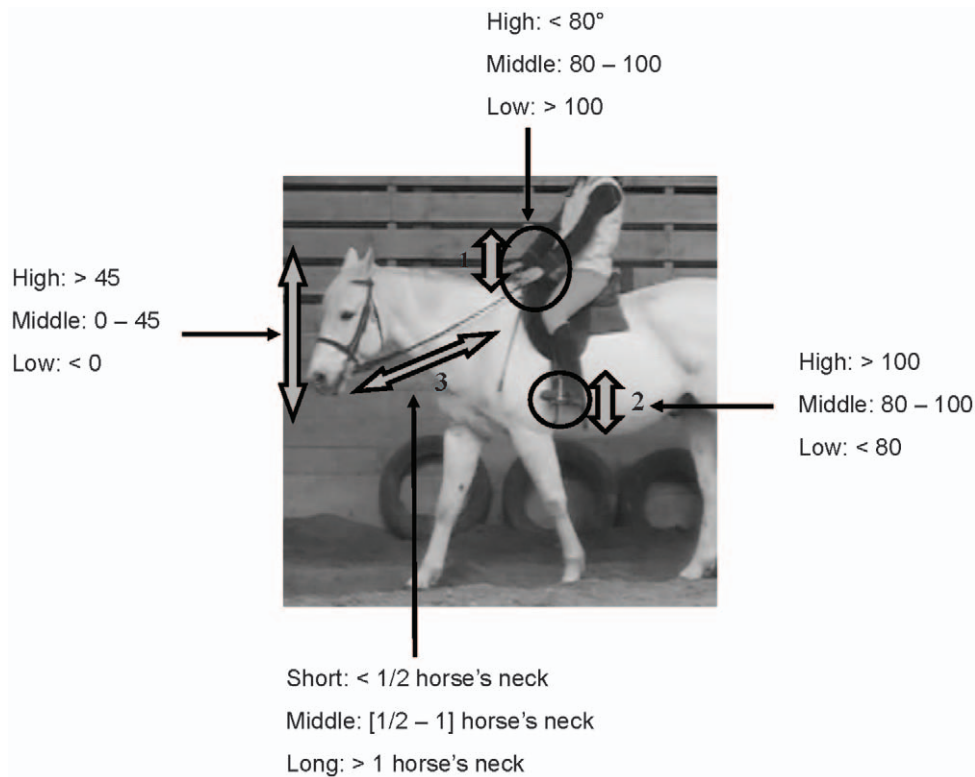 High: < 80°
Middle: 80 – 100
Low: > 100
1
High: > 45
Middle: 0 – 45
Low: < 0
3
2
High: > 100
Middle: 80 – 100
Low: < 80
Short: < 1/2 horse's neck
Middle: [1/2 – 1] horse's neck
Long: > 1 horse's neck